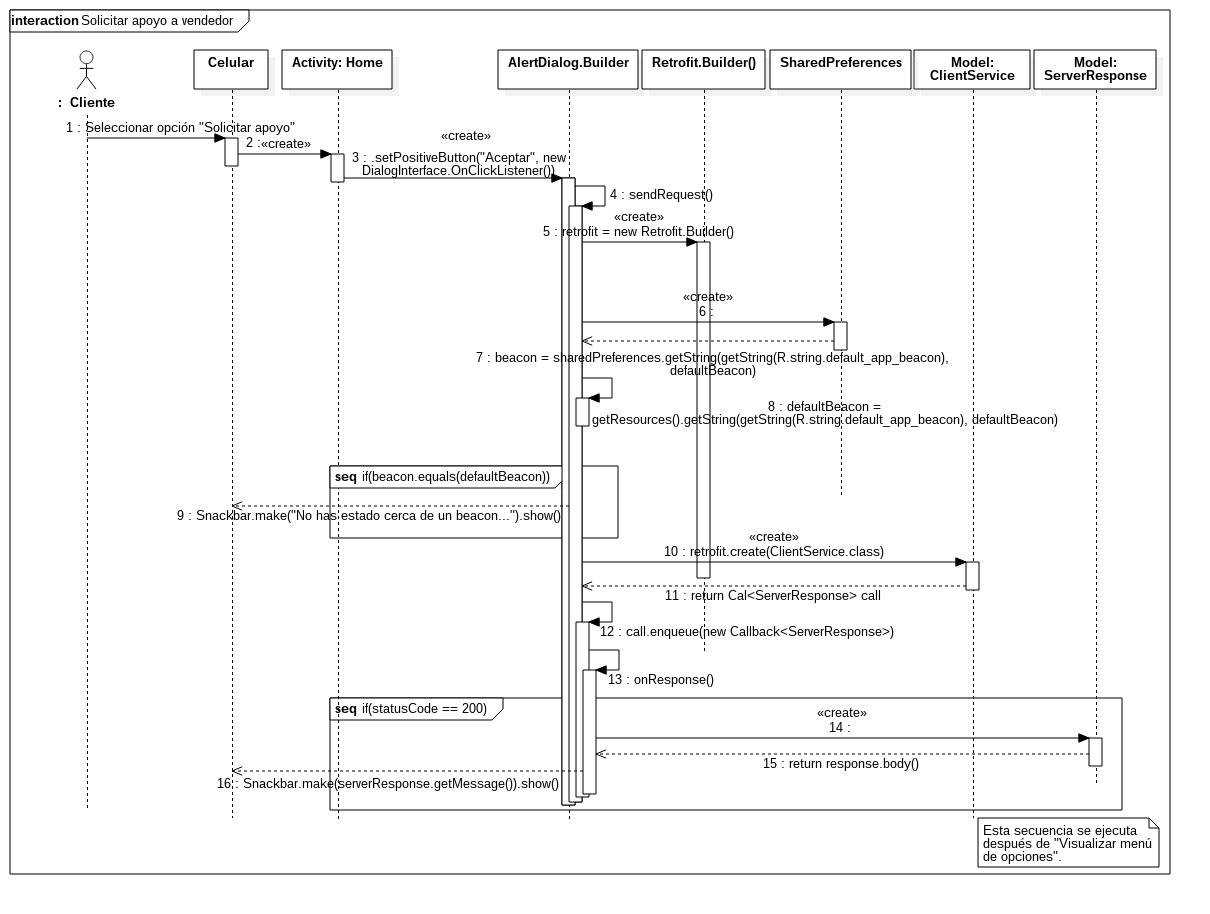 interaction Solicitar apoyo a vendedor
Celular
Activity: Home
AlertDialog.Builder
Retrofit.Builder()
SharedPreferences
Model:
ClientService
Model:
ServerResponse
: Cliente
1 : Seleccionar opción "Solicitar apoyo"
2 :
«create»
«create»
3 : .setPositiveButton("Aceptar", new
DialogInterface.OnClickListener())
4 : sendRequest()
«create»
5 : retrofit = new Retrofit.Builder()
«create»
6 :
7 : beacon = sharedPreferences.getString(getString(R.string.default_app_beacon),
defaultBeacon)
8 : defaultBeacon =
getResources().getString(getString(R.string.default_app_beacon), defaultBeacon)
seq if(beacon.equals(defaultBeacon))
9 : Snackbar.make("No has estado cerca de un beacon...").show()
«create»
10 : retrofit.create(ClientService.class)
11 : return Cal<ServerResponse> call
12 : call.enqueue(new Callback<ServerResponse>)
13 : onResponse()
seq if(statusCode == 200)
«create»
14 :
15 : return response.body()
16 : Snackbar.make(serverResponse.getMessage()).show()
Esta secuencia se ejecuta
después de "Visualizar menú
de opciones".